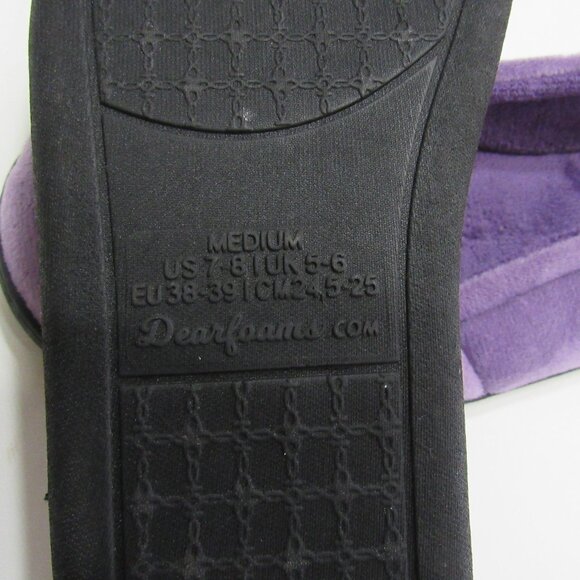 MEDIUM
US 7-8 | UK 5-6
EU 38-39 | CM 24,5-25
Dearfoams.COM